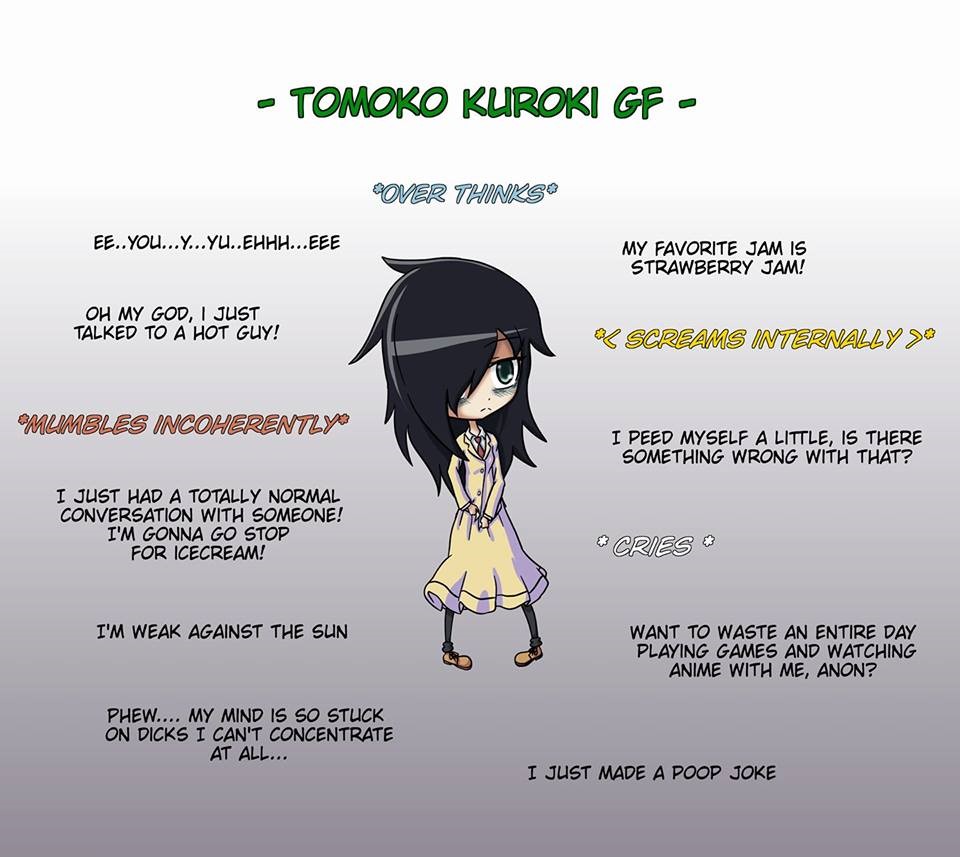 - TOMOKO KUROKI GF -
*OVER THINKS*
EE..YOU...Y...YU..EHHH...EEE
MY FAVORITE JAM IS
STRAWBERRY JAM!
OH MY GOD, I JUST
TALKED TO A HOT GUY!
*< SCREAMS INTERNALLY >*
*MUMBLES INCOHERENTLY*
I PEED MYSELF A LITTLE, IS THERE
SOMETHING WRONG WITH THAT?
I JUST HAD A TOTALLY NORMAL
CONVERSATION WITH SOMEONE!
I'M GONNA GO STOP
FOR ICECREAM!
* CRIES *
I'M WEAK AGAINST THE SUN
WANT TO WASTE AN ENTIRE DAY
PLAYING GAMES AND WATCHING
ANIME WITH ME, ANON?
PHEW.... MY MIND IS SO STUCK
ON DICKS I CAN'T CONCENTRATE
AT ALL...
I JUST MADE A POOP JOKE